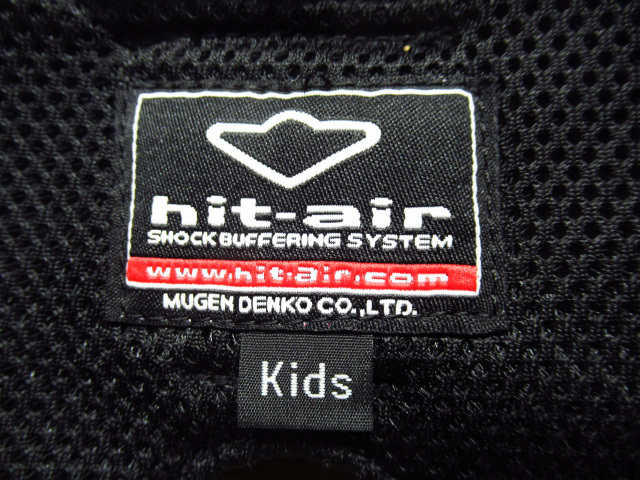 hit-air
SHOCK BUFFERING SYSTEM
www.hit-air.com
MUGEN DENKO CO.,LTD.
Kids